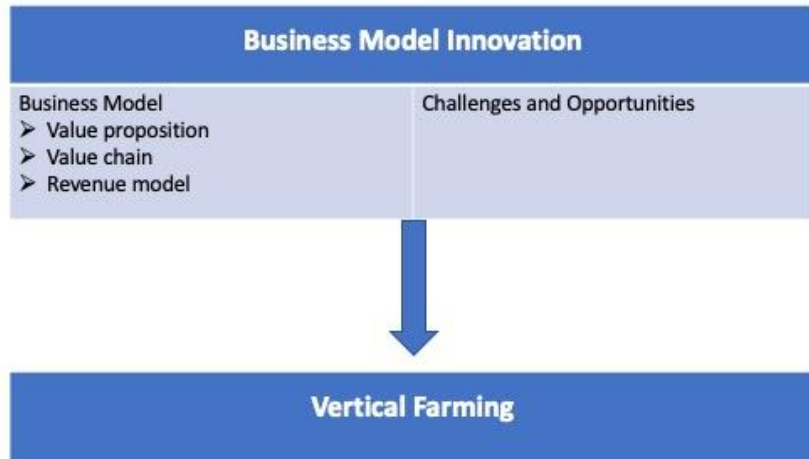 Business Model Innovation
Business Model
➢ Value proposition
➢ Value chain
➢ Revenue model
Challenges and Opportunities
Vertical Farming